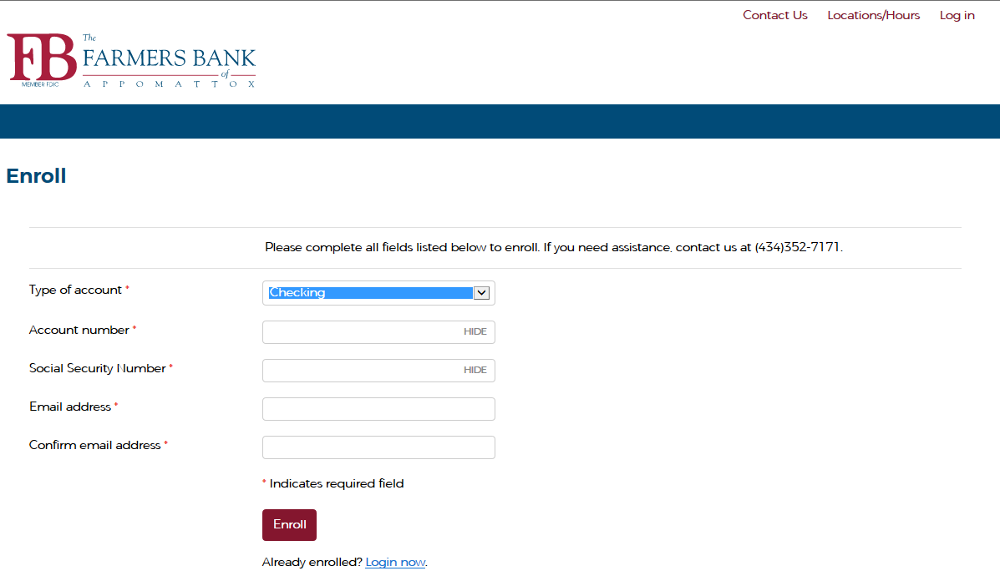 Contact Us Locations/Hours Log in
FB
MEMBER FDIC
The
FARMERS BANK
of
APPOMATTOX
Enroll
Please complete all fields listed below to enroll. If you need assistance, contact us at (434)352-7171.
Type of account * Checking
Account number * HIDE
Social Security Number * HIDE
Email address *
Confirm email address *
* Indicates required field
Enroll
Already enrolled? Login now.